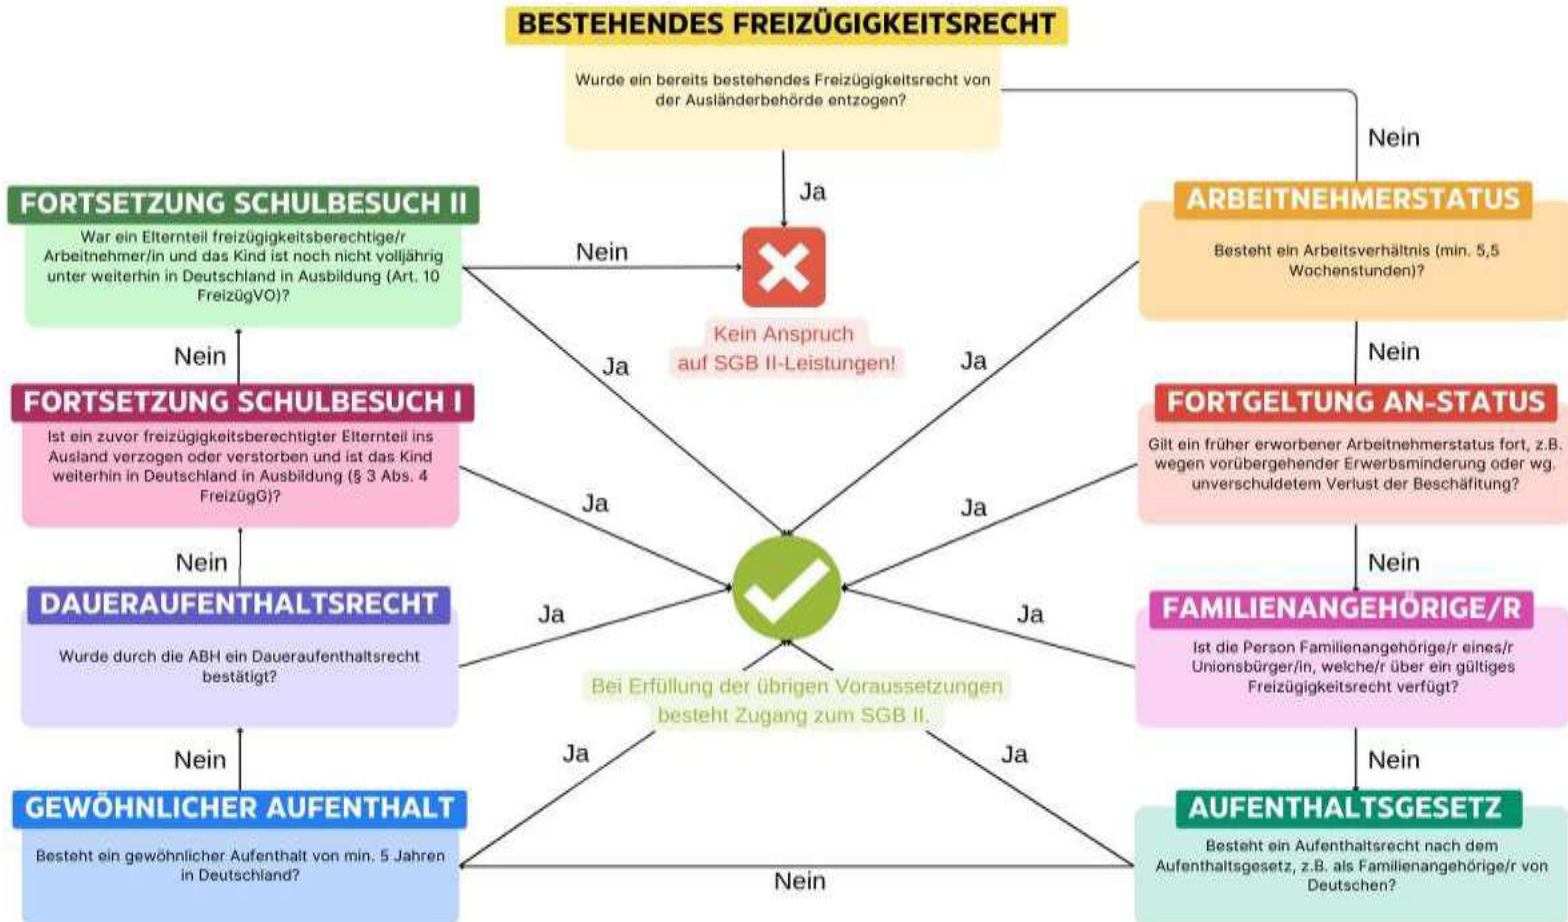 BESTEHENDES FREIZÜGIGKEITSRECHT
Wurde ein bereits bestehendes Freizügigkeitsrecht von
der Ausländerbehörde entzogen?
Nein
Ja
ARBEITNEHMERSTATUS
Besteht ein Arbeitsverhältnis (min. 5,5
Wochenstunden)?
Ja
Nein
FORTGELTUNG AN-STATUS
Gilt ein früher erworbener Arbeitnehmerstatus fort, z.B.
wegen vorübergehender Erwerbsminderung oder wg.
unverschuldetem Verlust der Beschäfitung?
Ja
Nein
FAMILIENANGEHÖRIGE/R
Ist die Person Familienangehörige/r eines/r
Unionsbürger/in, welche/r über ein gültiges
Freizügigkeitsrecht verfügt?
Ja
Nein
AUFENTHALTSGESETZ
Besteht ein Aufenthaltsrecht nach dem
Aufenthaltsgesetz, z.B. als Familienangehörige/r von
Deutschen?
Ja
Nein
GEWÖHNLICHER AUFENTHALT
Besteht ein gewöhnlicher Aufenthalt von min. 5 Jahren
in Deutschland?
Ja
Nein
DAUERAUFENTHALTSRECHT
Wurde durch die ABH ein Daueraufenthaltsrecht
bestätigt?
Ja
Nein
FORTSETZUNG SCHULBESUCH I
Ist ein zuvor freizügigkeitsberechtigter Elternteil ins
Ausland verzogen oder verstorben und ist das Kind
weiterhin in Deutschland in Ausbildung (§ 3 Abs. 4
FreizügG)?
Ja
Nein
FORTSETZUNG SCHULBESUCH II
War ein Elternteil freizügigkeitsberechtige/r
Arbeitnehmer/in und das Kind ist noch nicht volljährig
unter weiterhin in Deutschland in Ausbildung (Art. 10
FreizügVO)?
Ja
Nein
Kein Anspruch
auf SGB II-Leistungen!
Bei Erfüllung der übrigen Voraussetzungen
besteht Zugang zum SGB II.